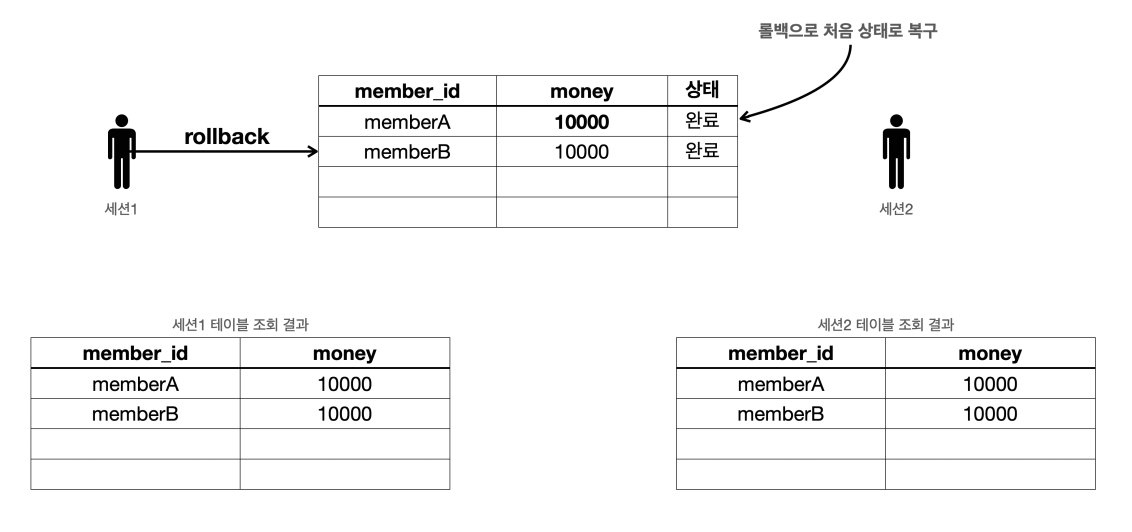 롤백으로 처음 상태로 복구
member_id money 상태
memberA 10000 완료
memberB 10000 완료
rollback
세션1
세션2
세션1 테이블 조회 결과
member_id money
memberA 10000
memberB 10000
세션2 테이블 조회 결과
member_id money
memberA 10000
memberB 10000